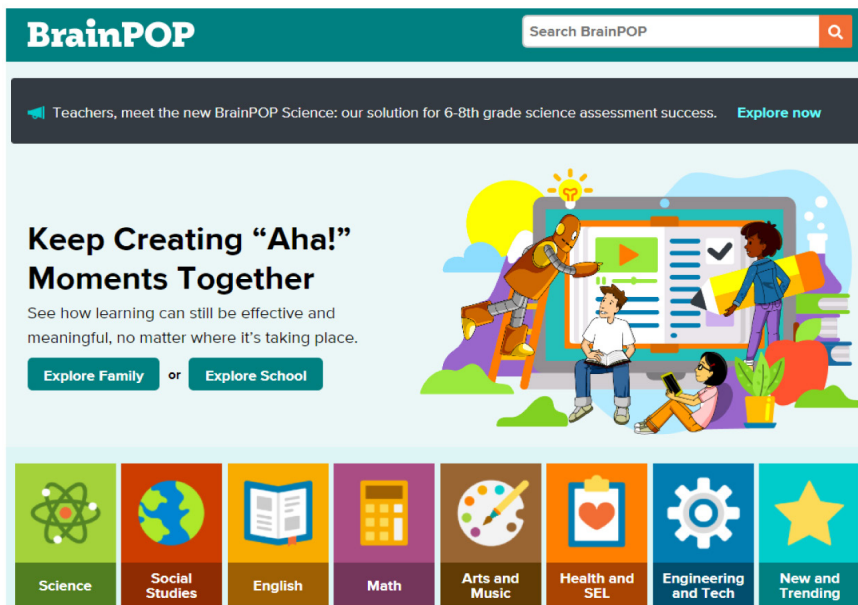 BrainPOP
Search BrainPOP
Teachers, meet the new BrainPOP Science: our solution for 6-8th grade science assessment success. Explore now
Keep Creating “Aha!”
Moments Together
See how learning can still be effective and
meaningful, no matter where it's taking place.
Explore Family or Explore School
Science
Social
Studies
English
Math
Arts and
Music
Health and
SEL
Engineering
and Tech
New and
Trending